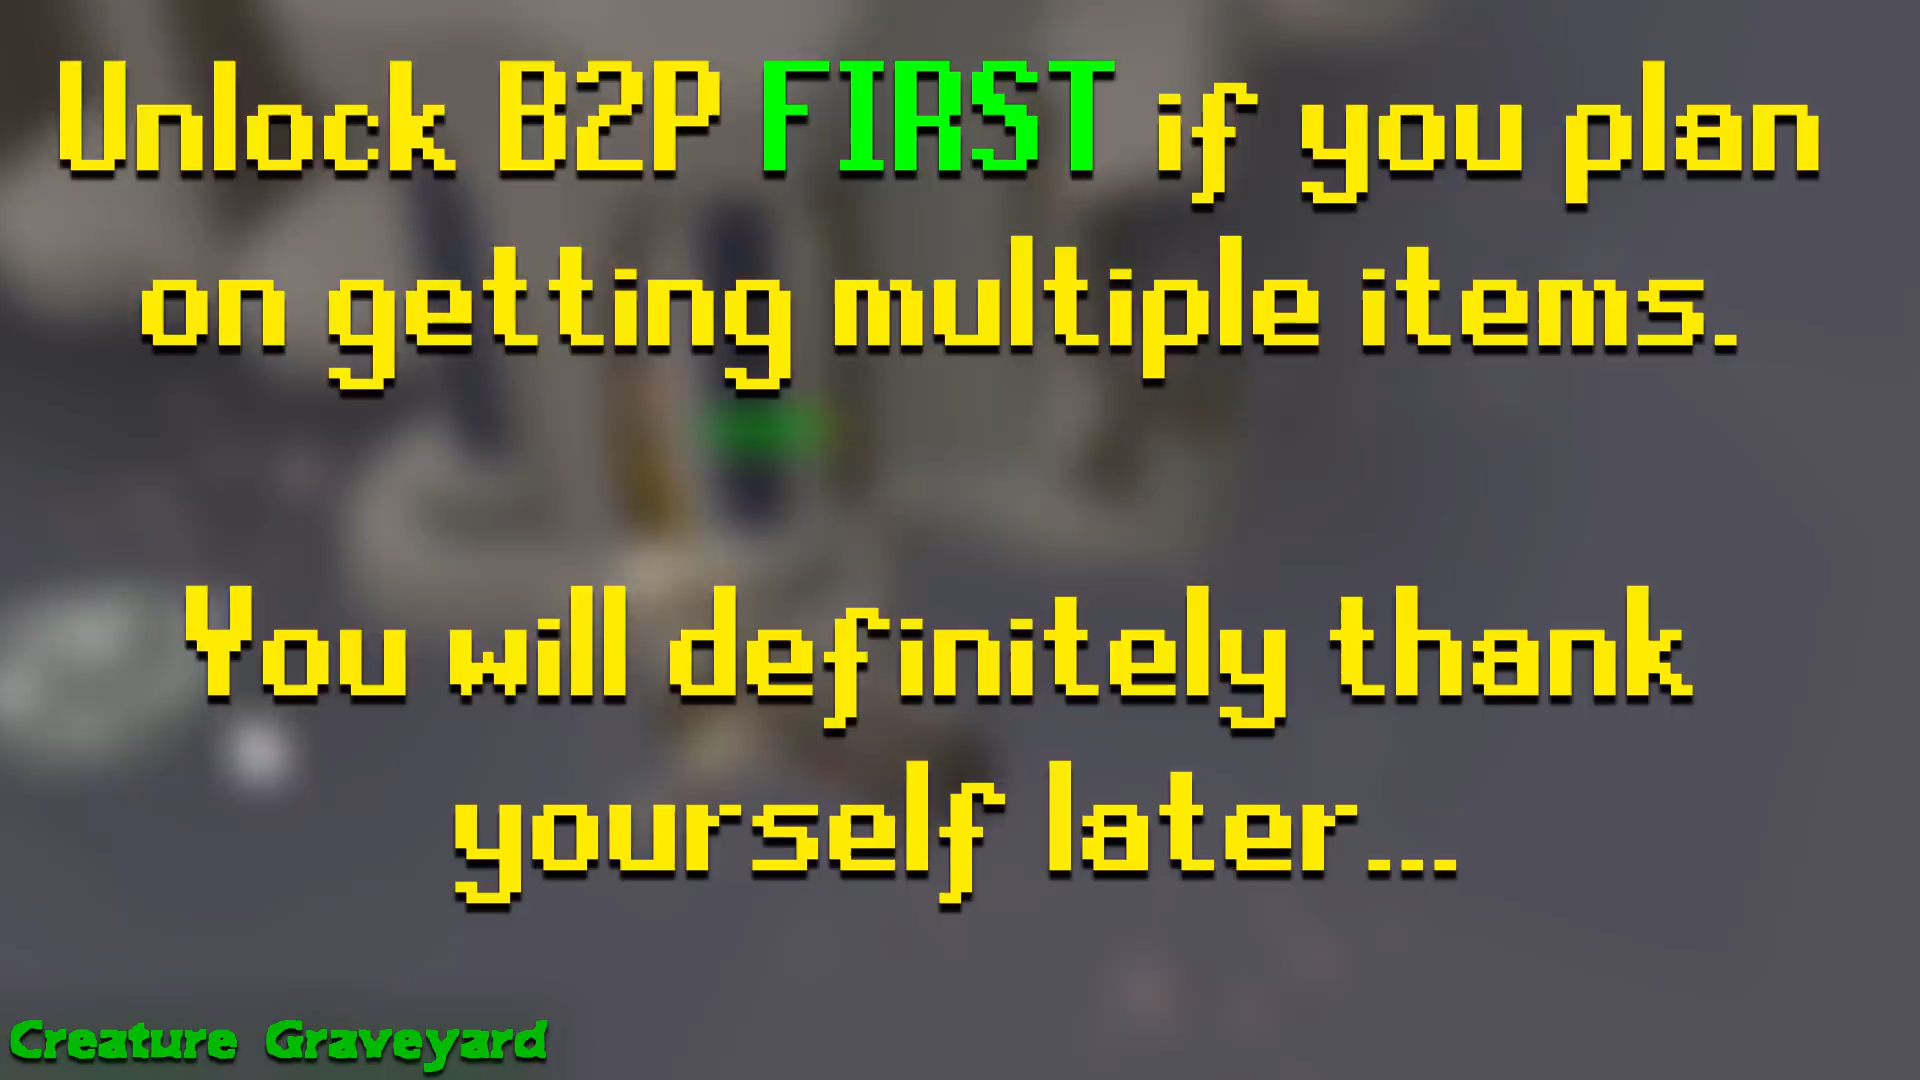 Unlock B2P FIRST if you plan
on getting multiple items.
You will definitely thank
yourself later...
Creature Graveyard